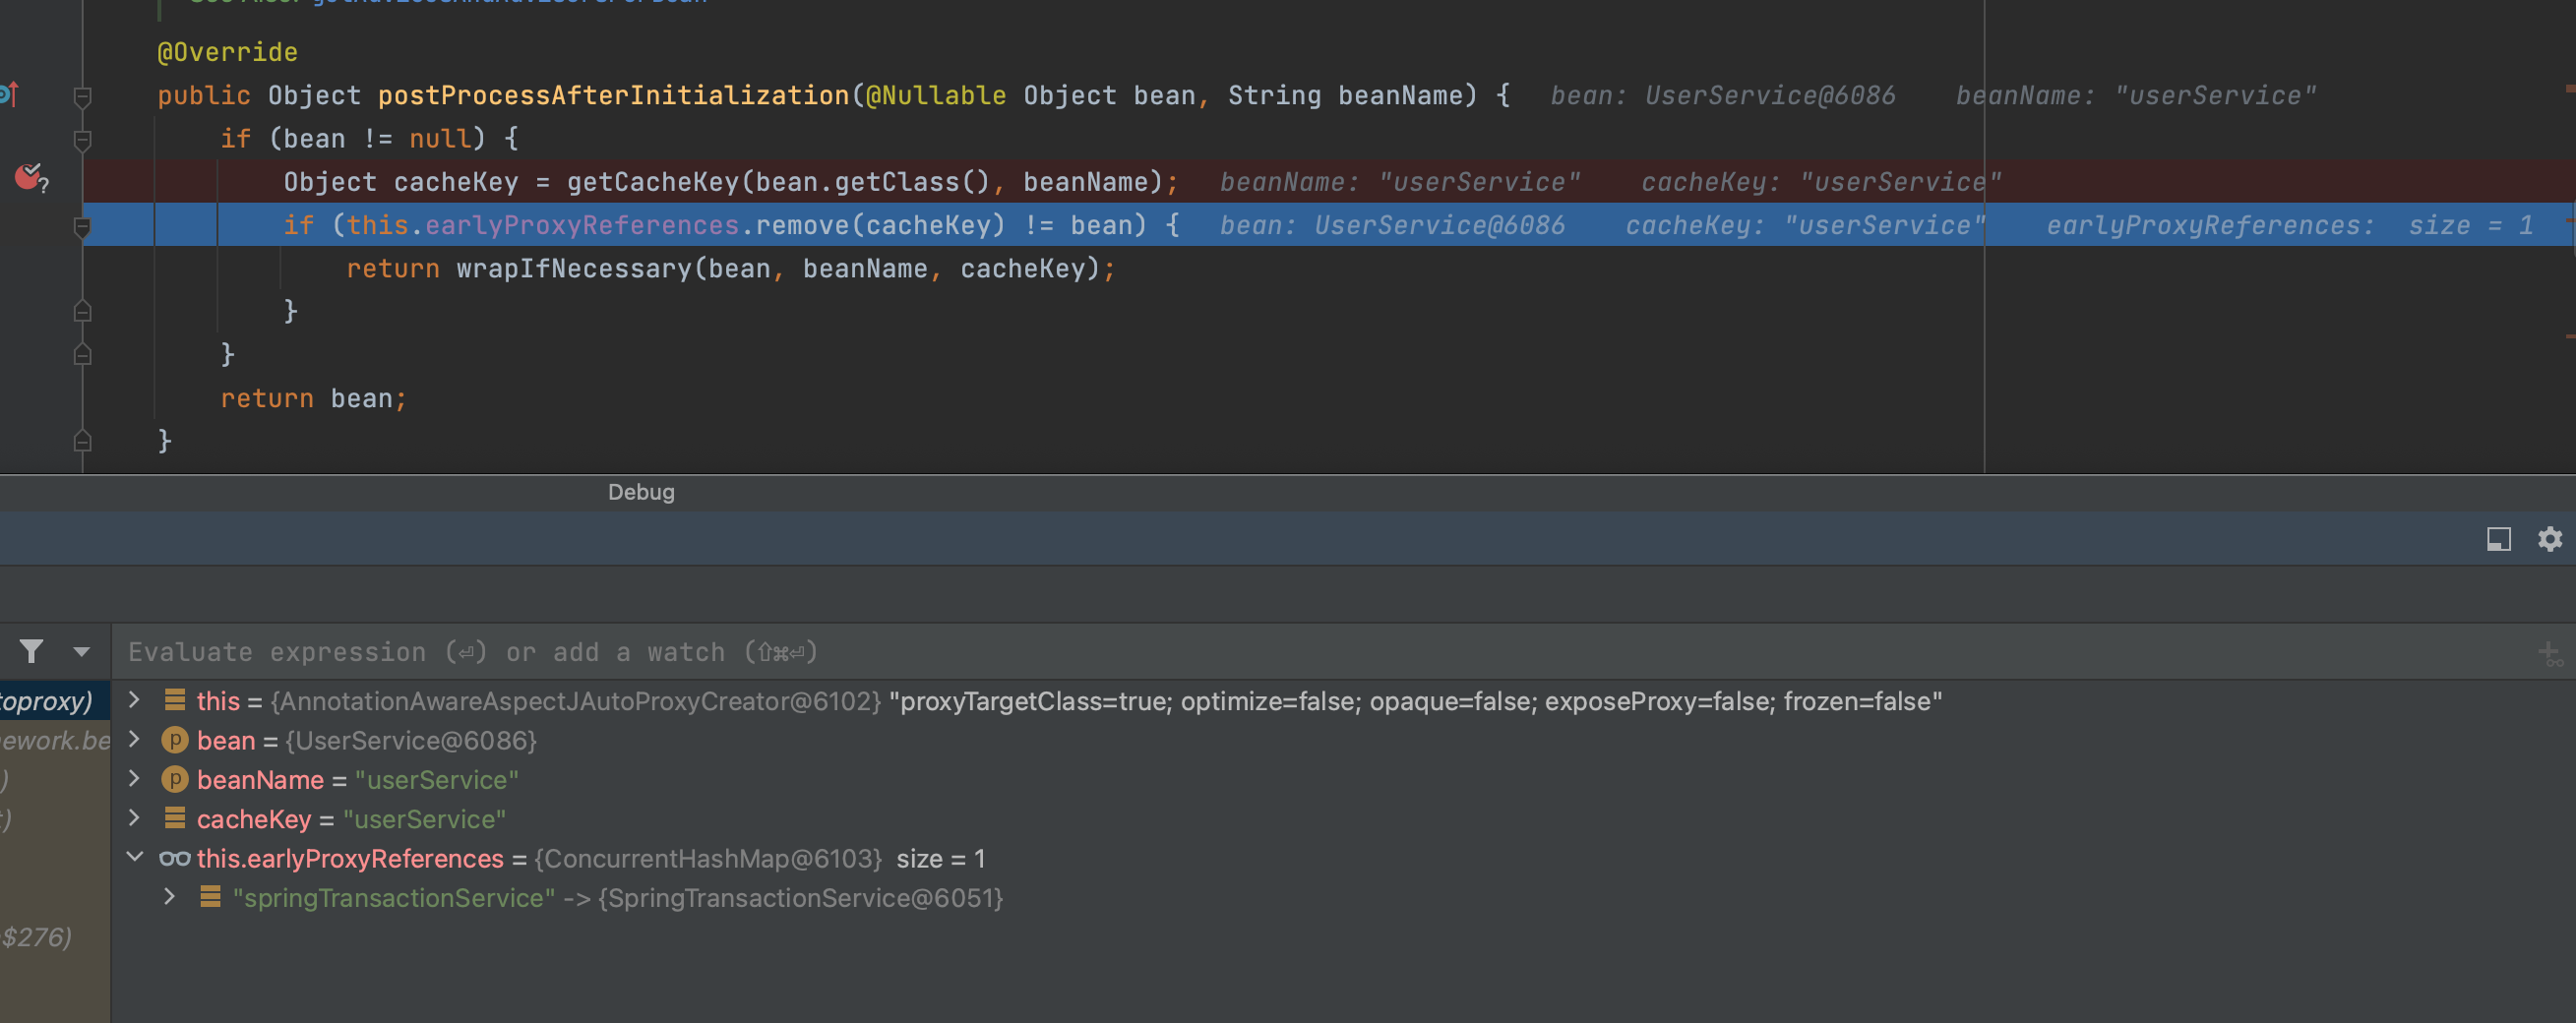 @Override
public Object postProcessAfterInitialization(@Nullable Object bean, String beanName) { bean: UserService@6086 beanName: "userService"
if (bean != null) {
Object cacheKey = getCacheKey(bean.getClass(), beanName); beanName: "userService" cacheKey: "userService"
if (this.earlyProxyReferences.remove(cacheKey) != bean) { bean: UserService@6086 cacheKey: "userService" earlyProxyReferences: size = 1
return wrapIfNecessary(bean, beanName, cacheKey);
}
}
return bean;
}
Debug
Evaluate expression (⏎) or add a watch (⇧⌘⏎)
toproxy) this = {AnnotationAwareAspectJAutoProxyCreator@6102} "proxyTargetClass=true; optimize=false; opaque=false; exposeProxy=false; frozen=false"
ework.be bean = {UserService@6086}
) beanName = "userService"
) cacheKey = "userService"
this.earlyProxyReferences = {ConcurrentHashMap@6103} size = 1
"springTransactionService" -> {SpringTransactionService@6051}
$276)